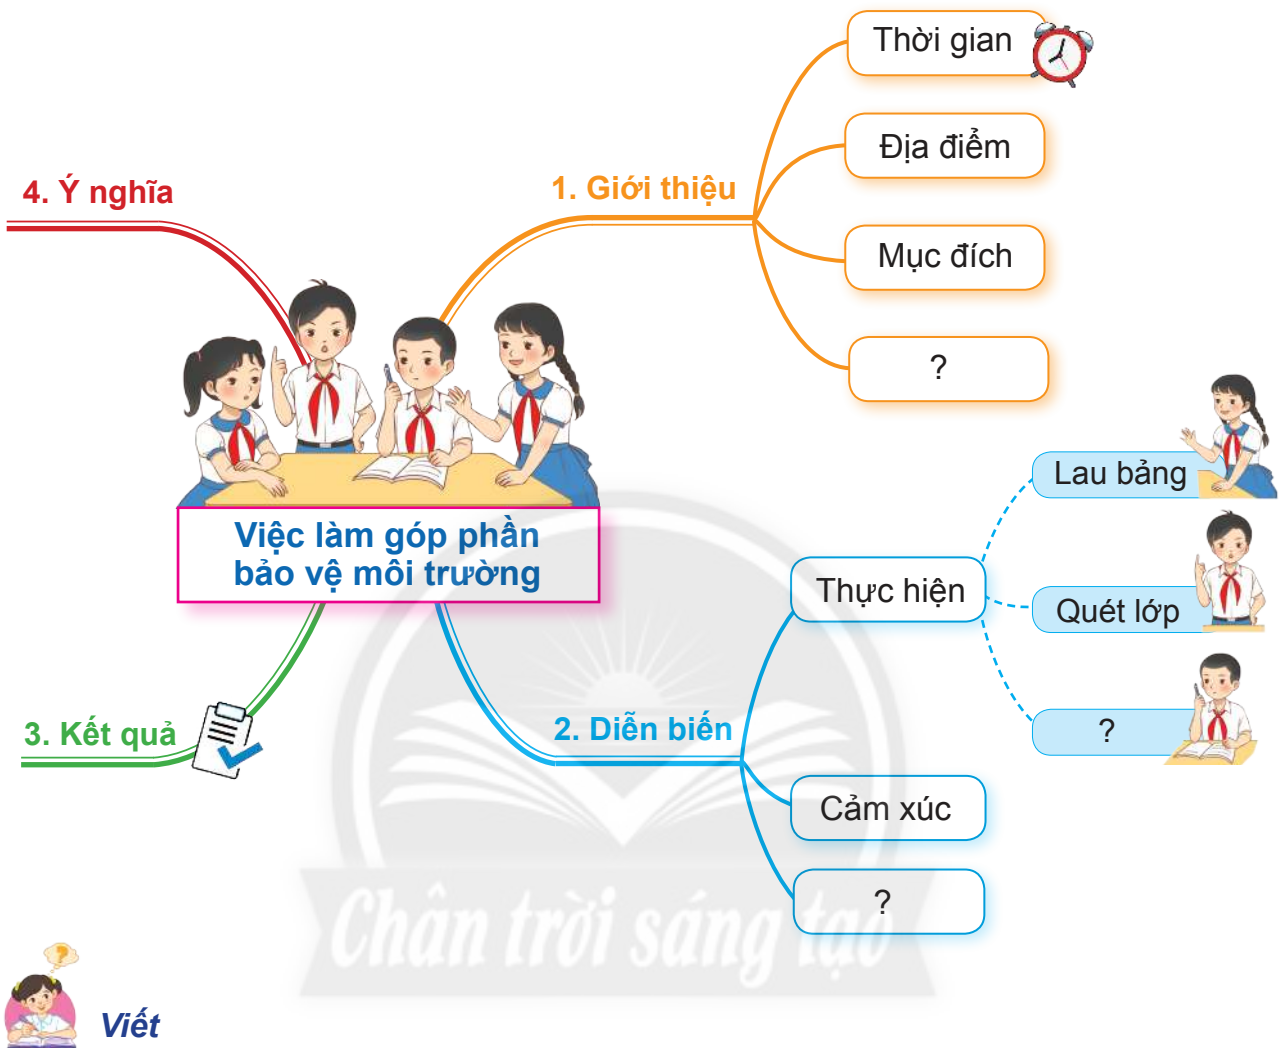 Thời gian
Địa điểm
4. Ý nghĩa
1. Giới thiệu
Mục đích
?
Lau bảng
Việc làm góp phần
bảo vệ môi trường
Thực hiện
Quét lớp
3. Kết quả
2. Diễn biến
?
Cảm xúc
?
Chân trời sáng tạo
?
Viết